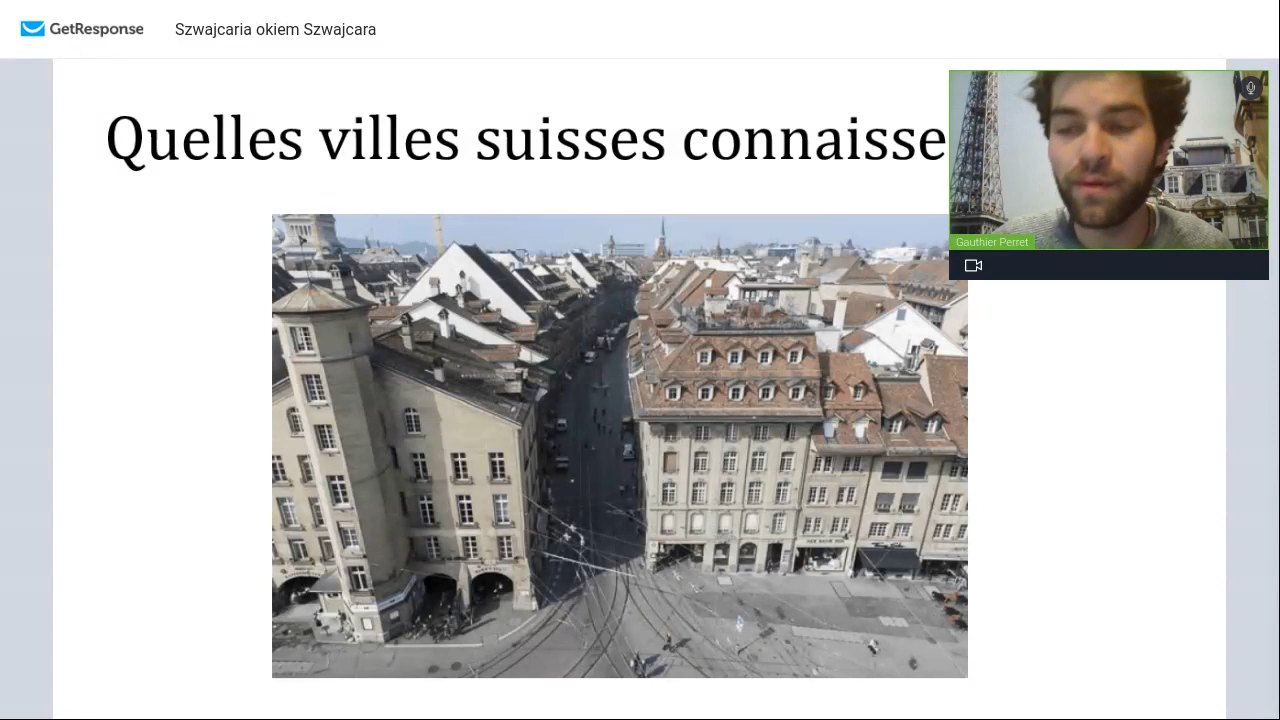 GetResponse
Szwajcaria okiem Szwajcara
Quelles villes suisses connaisse
Gauthier Perret